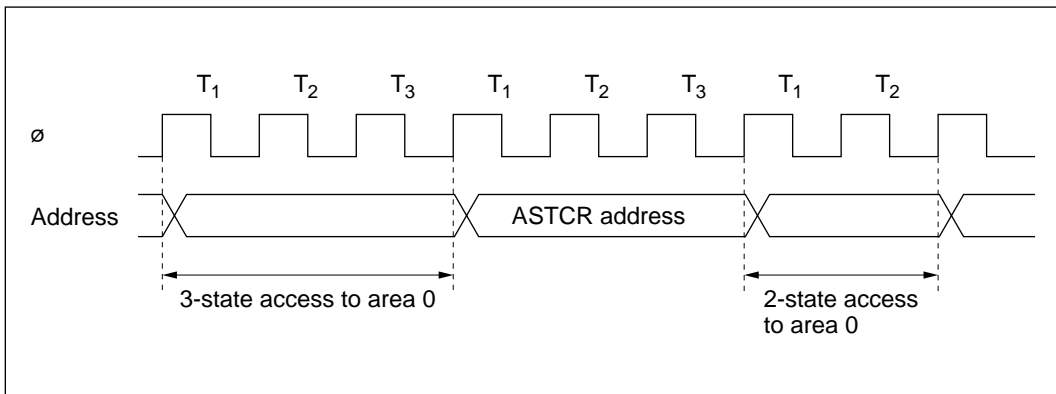 T₁ T₂ T₃ T₁ T₂ T₃ T₁ T₂
ø
Address ASTCR address
3-state access to area 0 2-state access
to area 0